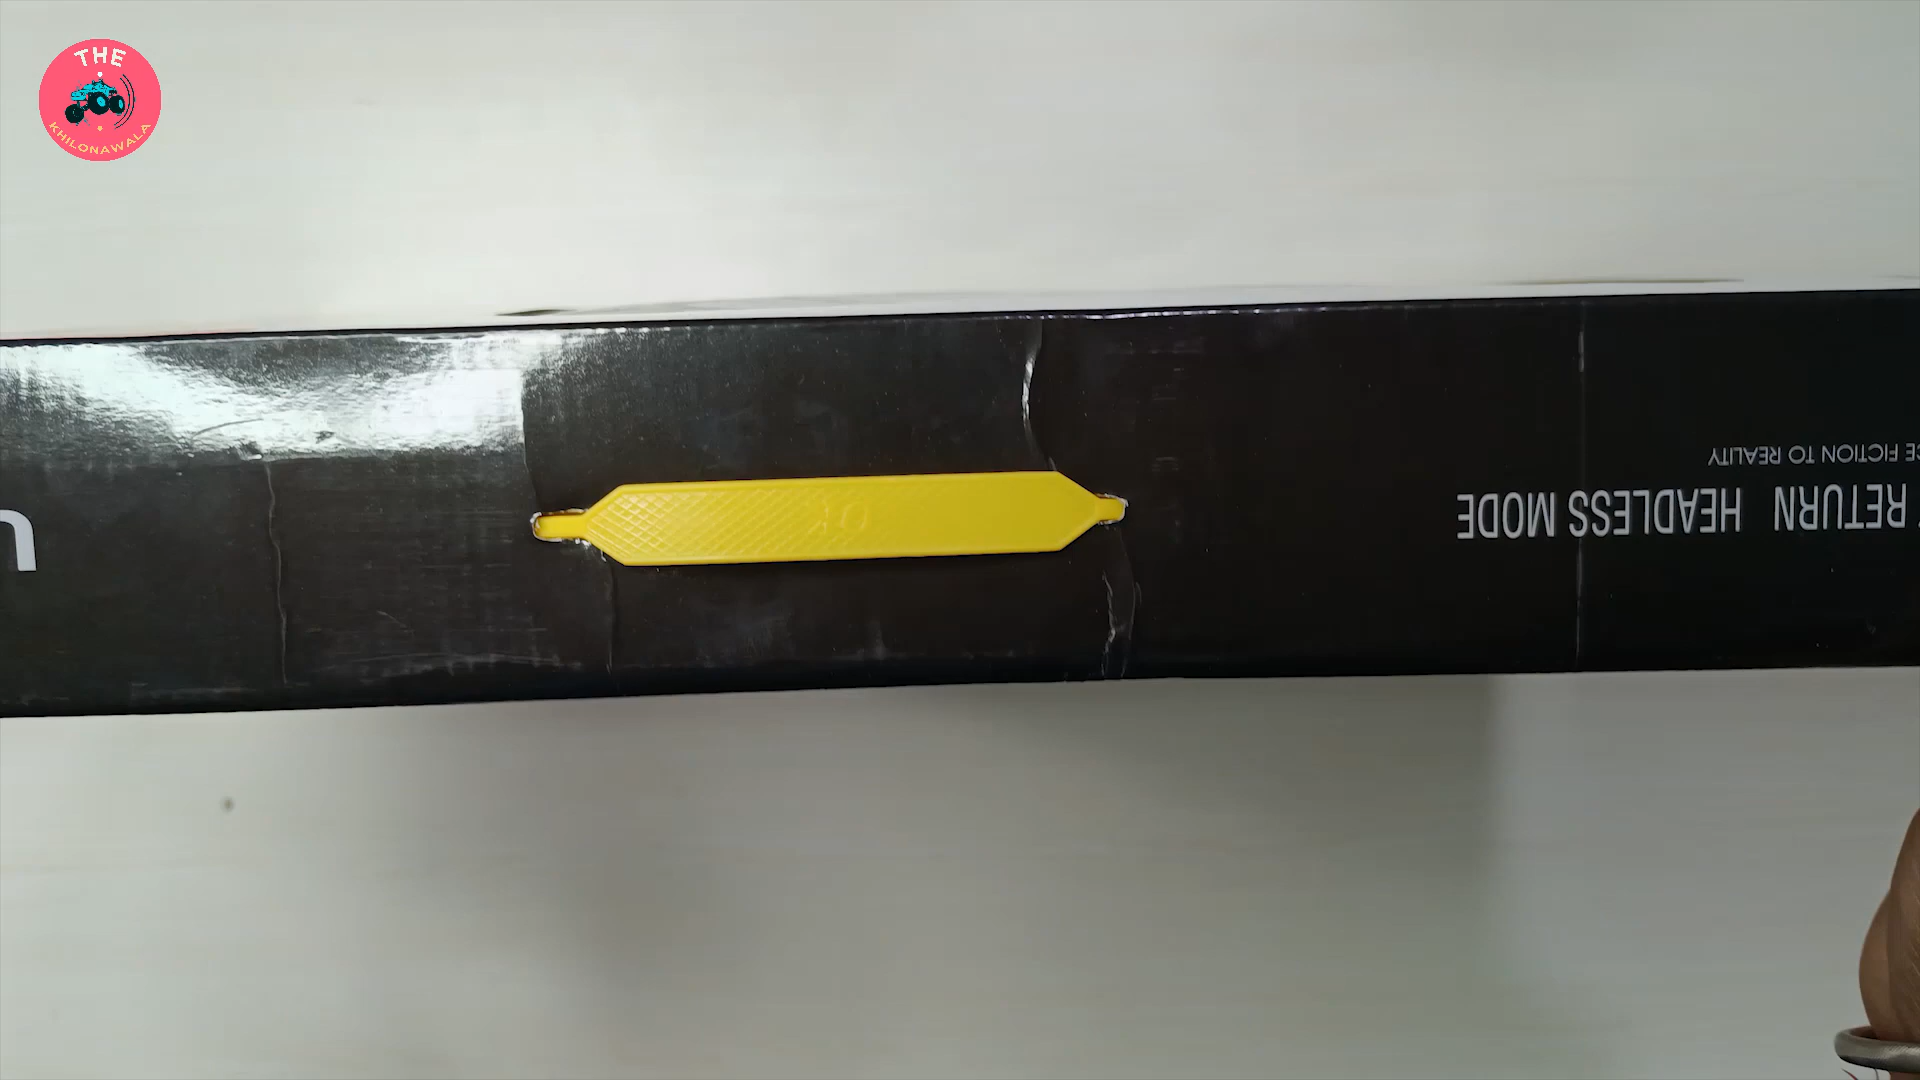 THE
KHILONAWALA
RETURN HEADLESS MODE
FICTION TO REALITY